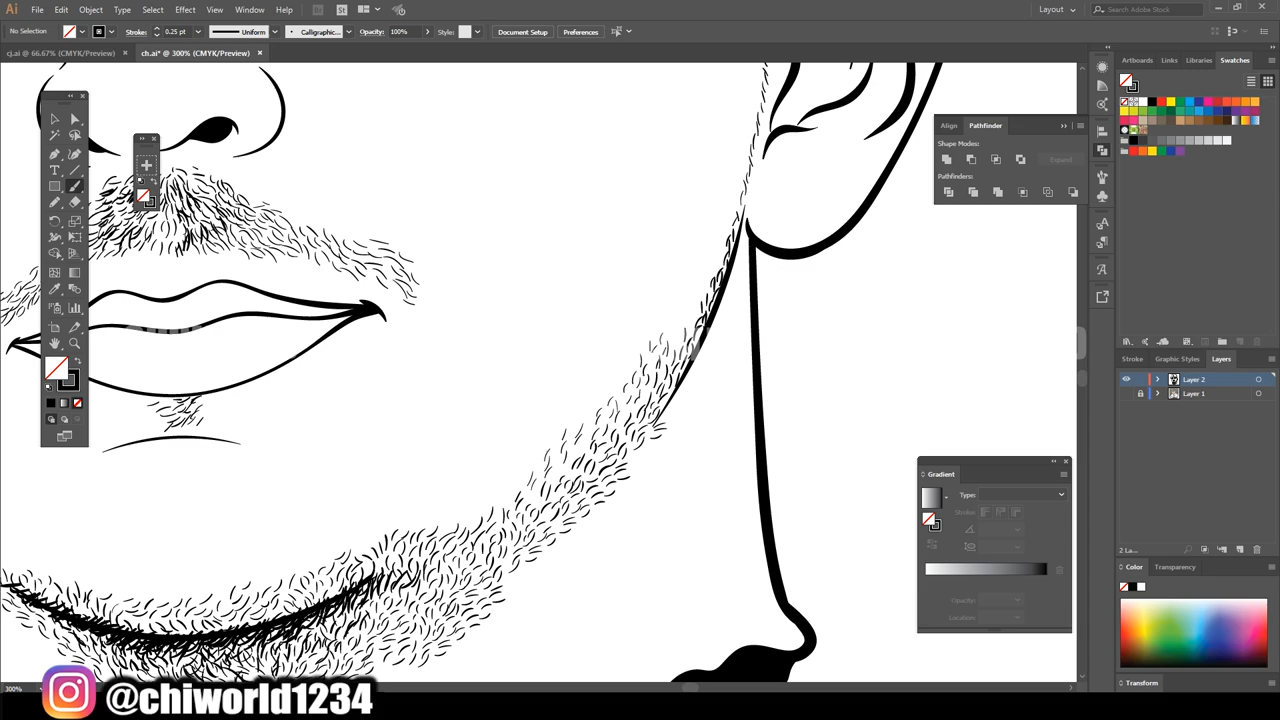 Ai File Edit Object Type Select Effect View Window Help Br St Layout Search Adobe Stock
No Selection Stroke: 0.25 pt Uniform Calligraphic... Opacity: 100% Style: Document Setup Preferences
cj.ai @ 66.67% (CMYK/Preview) × ch.ai* @ 300% (CMYK/Preview) ×
Artboards Links Libraries Swatches
Align Pathfinder
Shape Modes:
Expand
Pathfinders:
Stroke Graphic Styles Layers
Layer 2
Layer 1
Gradient
Type:
Stroke:
Opacity:
Location:
2 La...
Color Transparency
Transform
300%
@chiworld1234